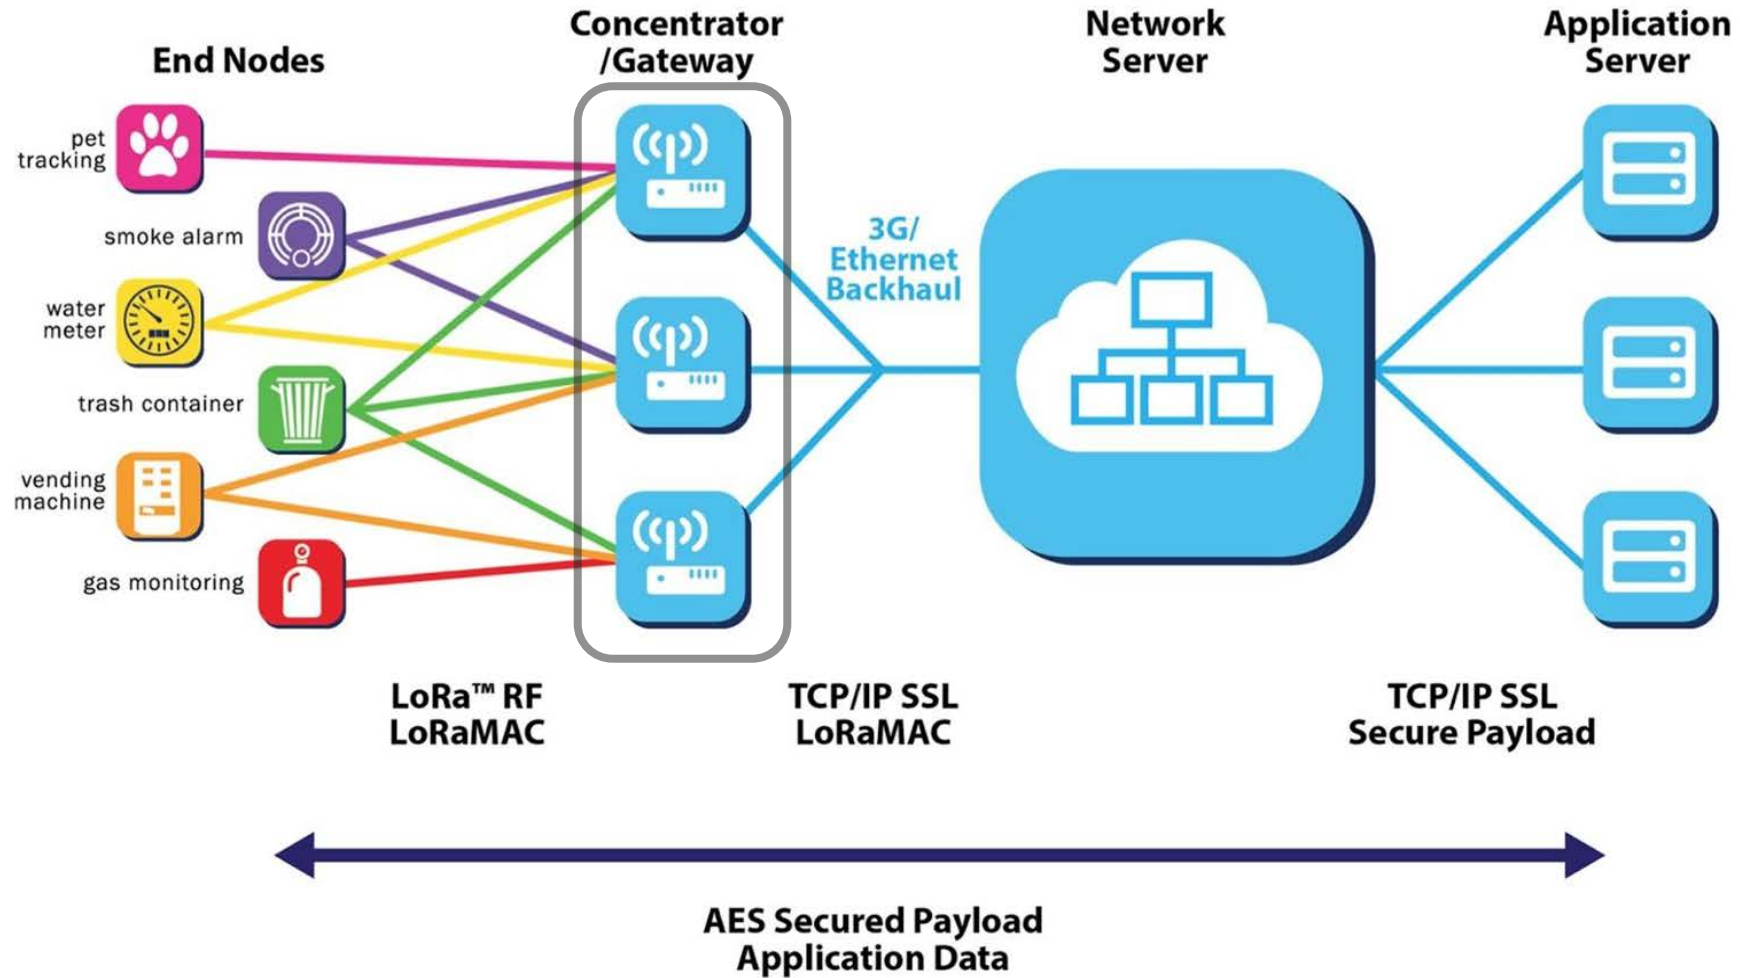 End Nodes
Concentrator
/Gateway
Network
Server
Application
Server
pet
tracking
smoke alarm
water
meter
trash container
vending
machine
gas monitoring
3G/
Ethernet
Backhaul
LoRa™ RF
LoRaMAC
TCP/IP SSL
LoRaMAC
TCP/IP SSL
Secure Payload
AES Secured Payload
Application Data